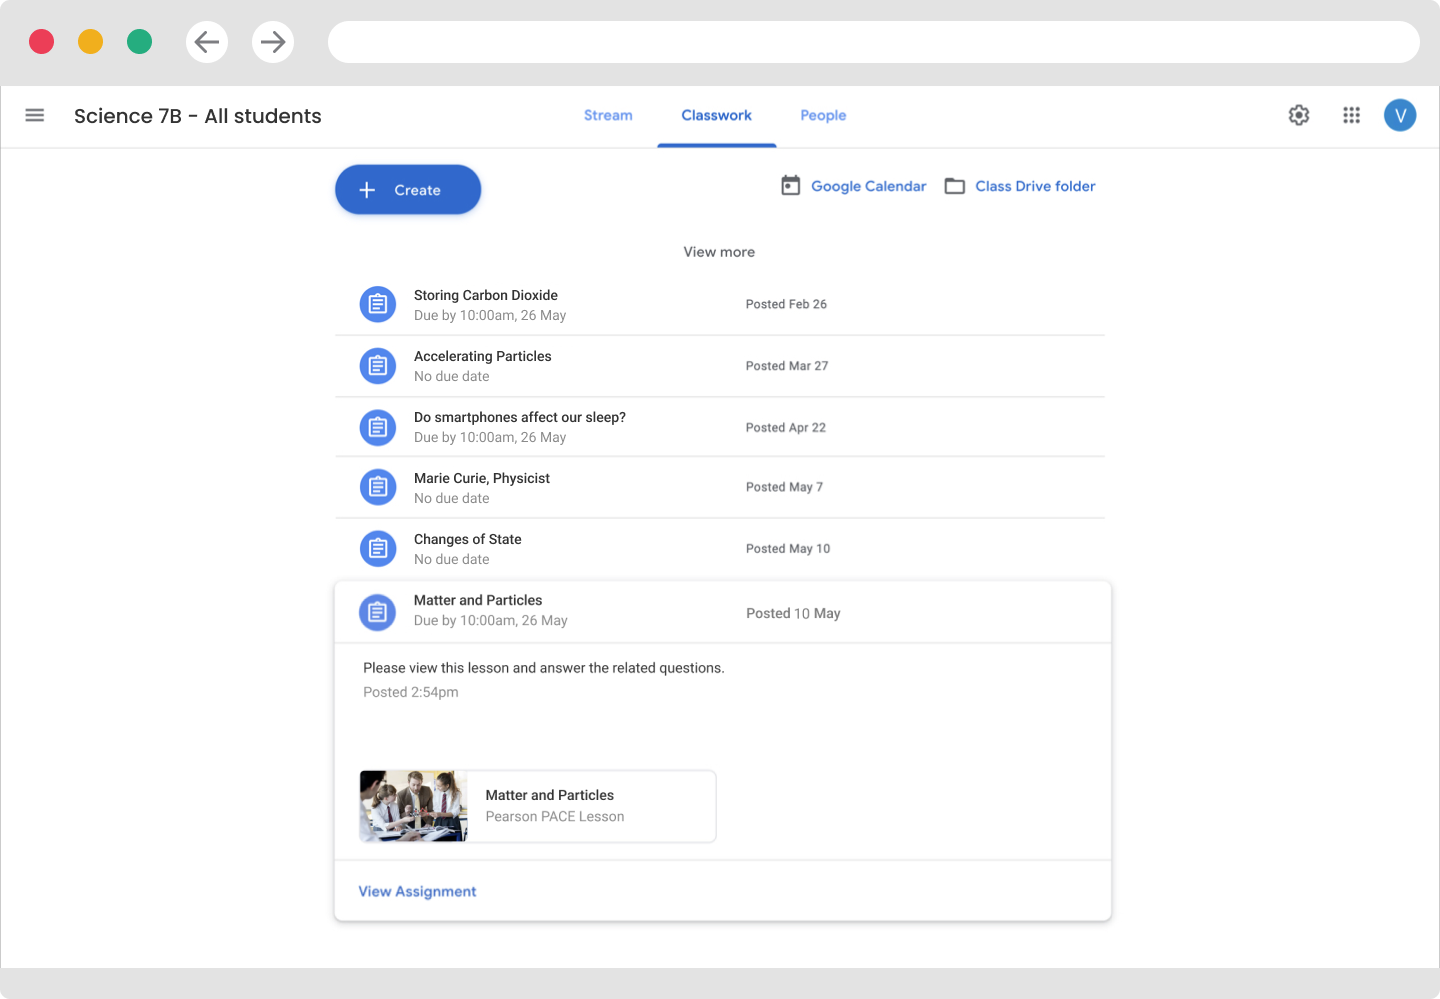 Science 7B - All students
Stream
Classwork
People
V
Create
Google Calendar
Class Drive folder
View more
Storing Carbon Dioxide
Due by 10:00am, 26 May
Posted Feb 26
Accelerating Particles
No due date
Posted Mar 27
Do smartphones affect our sleep?
Due by 10:00am, 26 May
Posted Apr 22
Marie Curie, Physicist
No due date
Posted May 7
Changes of State
No due date
Posted May 10
Matter and Particles
Due by 10:00am, 26 May
Posted 10 May
Please view this lesson and answer the related questions.
Posted 2:54pm
Matter and Particles
Pearson PACE Lesson
View Assignment